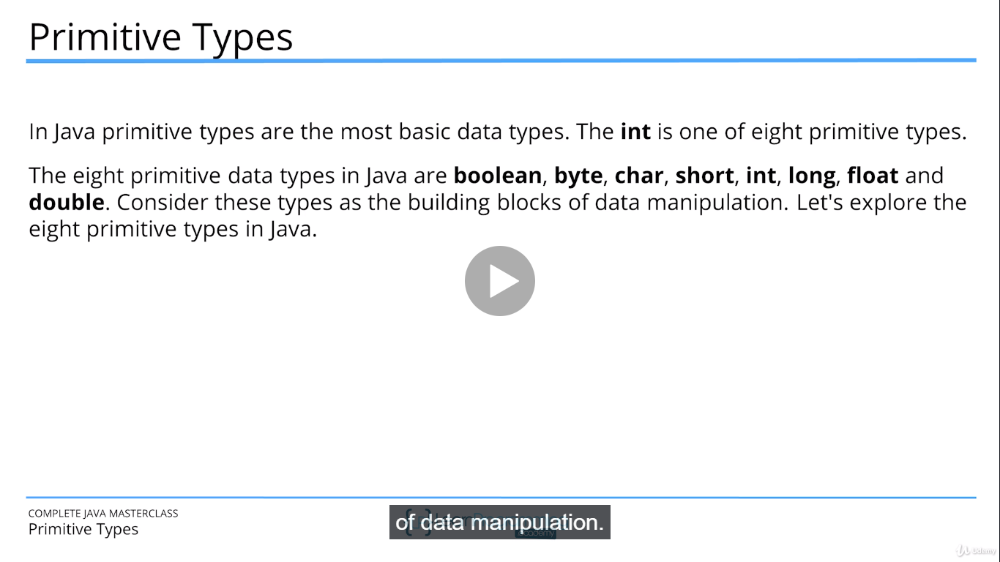 Primitive Types
In Java primitive types are the most basic data types. The int is one of eight primitive types.
The eight primitive data types in Java are boolean, byte, char, short, int, long, float and
double. Consider these types as the building blocks of data manipulation. Let's explore the
eight primitive types in Java.
COMPLETE JAVA MASTERCLASS
Primitive Types
of data manipulation.
academy
Udemy